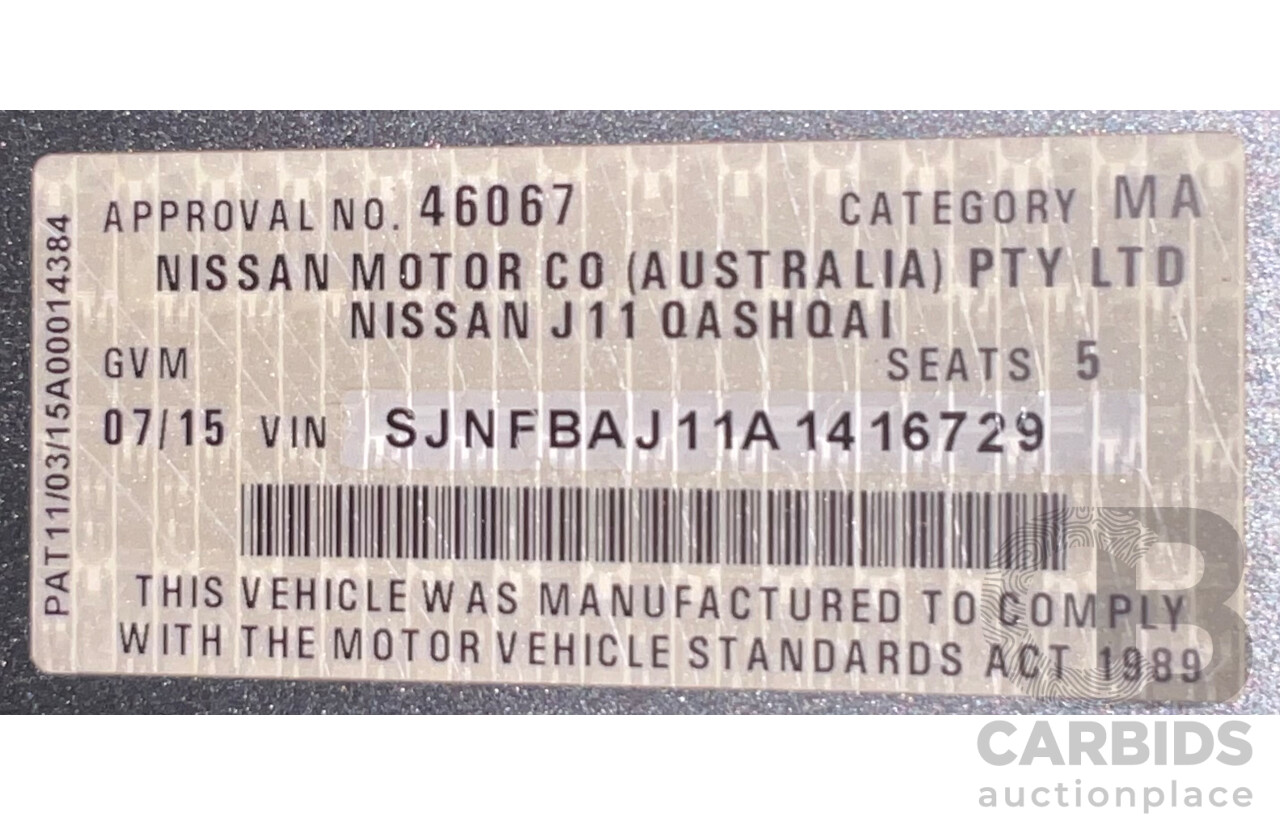 APPROVAL NO. 46067 CATEGORY MA
NISSAN MOTOR CO (AUSTRALIA) PTY LTD
NISSAN J11 QASHQAI
GVM SEATS 5
07/15 VIN SJNFBAJ11A1416729
THIS VEHICLE WAS MANUFACTURED TO COMPLY
WITH THE MOTOR VEHICLE STANDARDS ACT 1989
PAT11/03/15A000144384
CB
CARBIDS
auctionplace